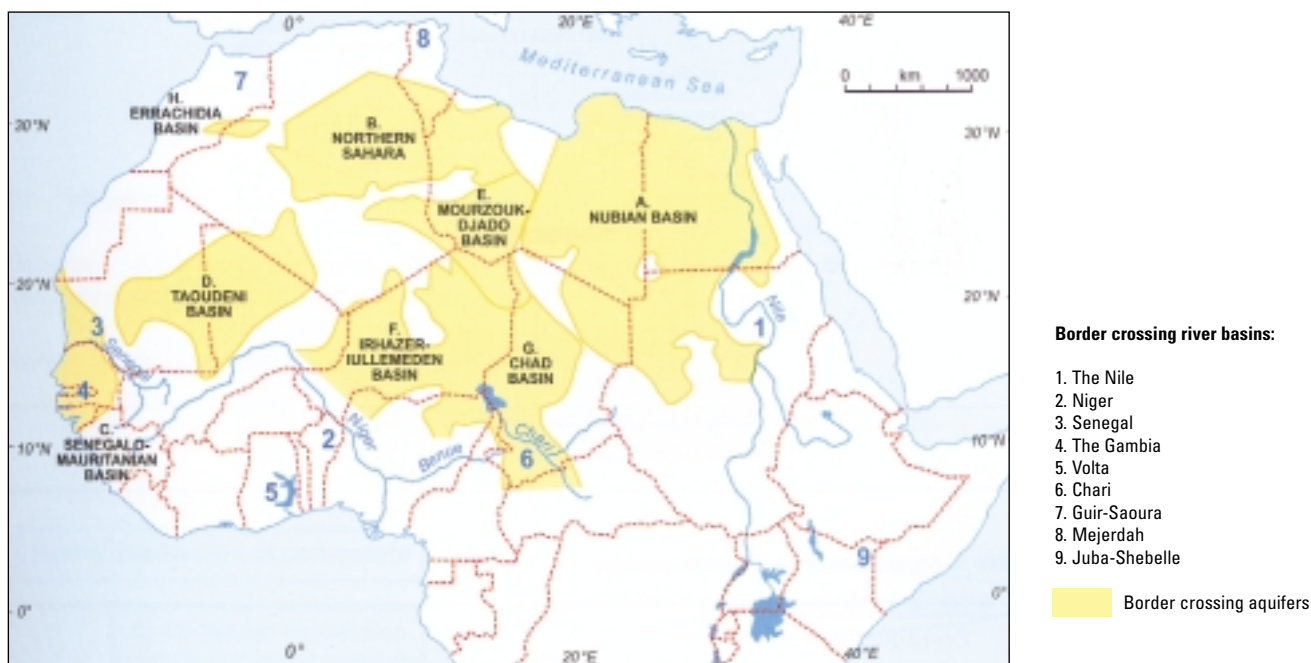 0°
20°E
40°E
8
Mediterranean Sea
7
0 km 1000
H.
ERRACHIDIA
BASIN
30°N
30°N
B.
NORTHERN
SAHARA
E.
MOURZOUK-
DJADO
BASIN
A.
NUBIAN BASIN
20°N
20°N
D.
TAOUDENI
BASIN
Nile
1
3
Senegal
F.
IRHAZER-
IULLEMEDEN
BASIN
G.
CHAD
BASIN
4
C.
SENEGALO-
MAURITANIAN
BASIN
10°N
10°N
2
Niger
Benue
Chari
6
5
9
0°
0°
0°
20°E
40°E
Border crossing river basins:
1. The Nile
2. Niger
3. Senegal
4. The Gambia
5. Volta
6. Chari
7. Guir-Saoura
8. Mejerdah
9. Juba-Shebelle
Border crossing aquifers